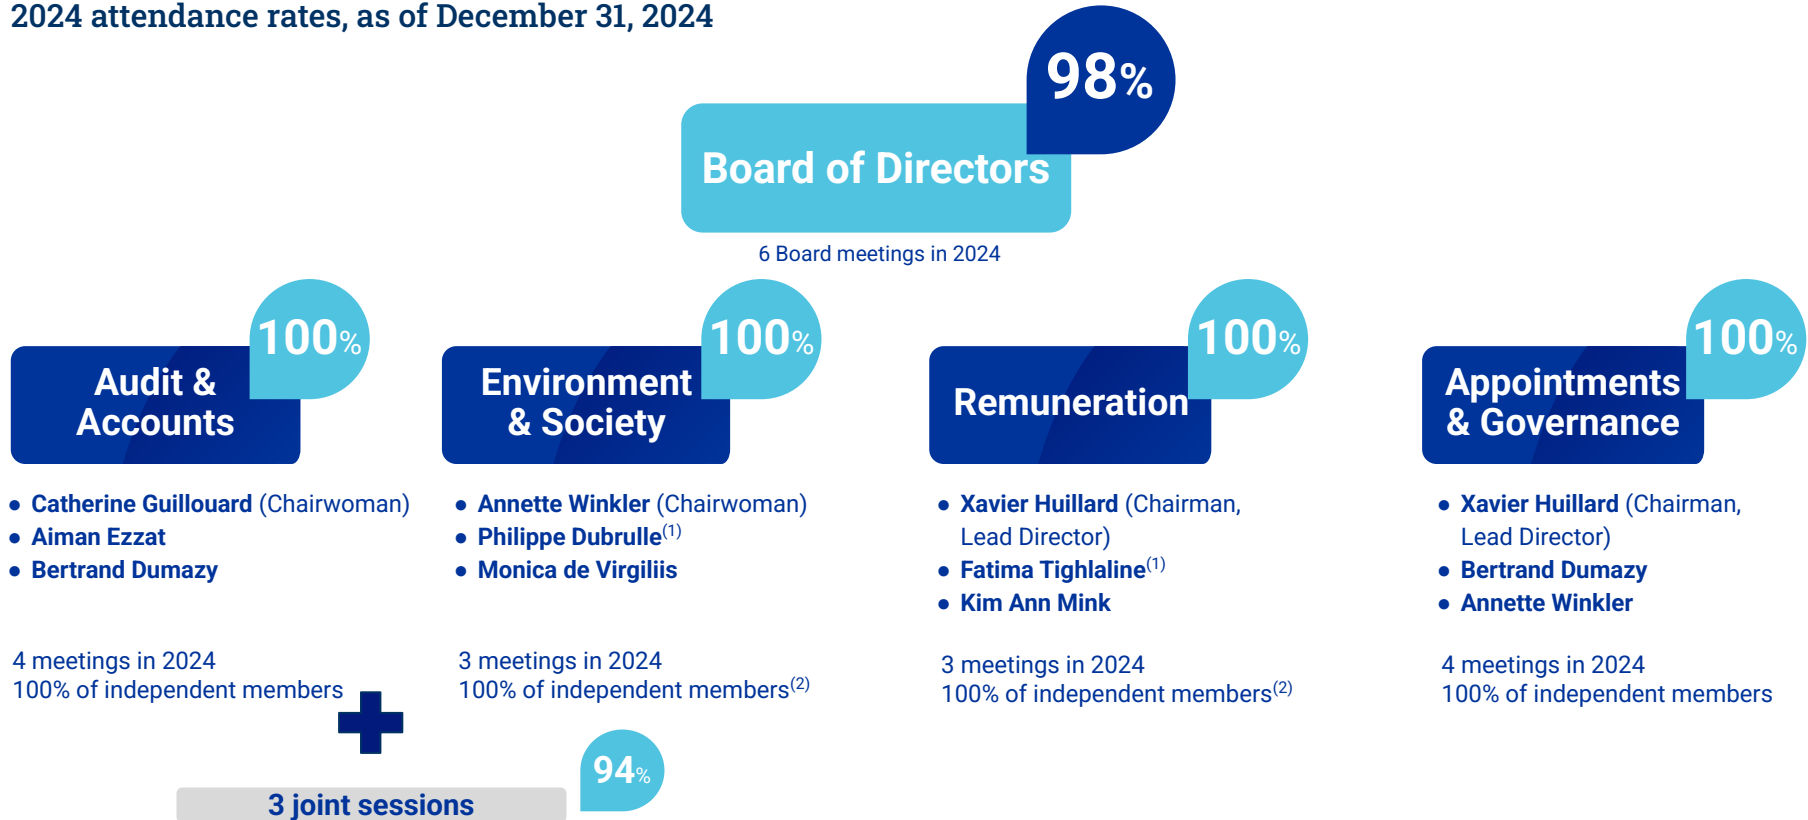 2024 attendance rates, as of December 31, 2024
98%
Board of Directors
6 Board meetings in 2024
100%
Audit &
Accounts
• Catherine Guillouard (Chairwoman)
• Aiman Ezzat
• Bertrand Dumazy
4 meetings in 2024
100% of independent members
100%
Environment
& Society
• Annette Winkler (Chairwoman)
• Philippe Dubrulle(1)
• Monica de Virgiliis
3 meetings in 2024
100% of independent members(2)
94%
3 joint sessions
100%
Remuneration
• Xavier Huillard (Chairman,
Lead Director)
• Fatima Tighlaline(1)
• Kim Ann Mink
3 meetings in 2024
100% of independent members(2)
100%
Appointments
& Governance
• Xavier Huillard (Chairman,
Lead Director)
• Bertrand Dumazy
• Annette Winkler
4 meetings in 2024
100% of independent members